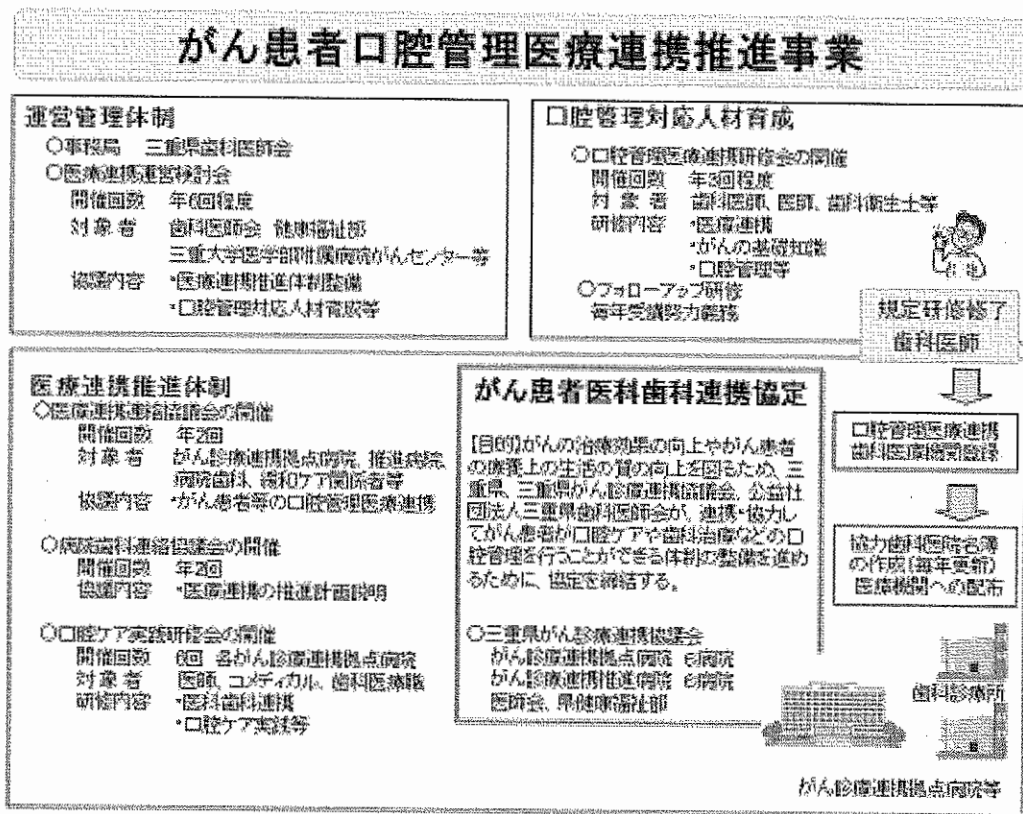 がん患者口腔管理医療連携推進事業
運営管理体制
○事務局 三重県歯科医師会
○医療連携運営検討会
開催回数 年6回程度
対象者 歯科医師会 健康福祉部
三重大学医学部附属病院がんセンター等
協議内容 ・医療連携推進体制整備
・口腔管理対応人材育成等
口腔管理対応人材育成
○口腔管理医療連携研修会の開催
開催回数 年3回程度
対象者 歯科医師、医師、歯科衛生士等
研修内容 ・医療連携
・がんの基礎知識
・口腔管理等
○フォローアップ研修
毎年受講努力義務
規定研修修了
歯科医師
口腔管理医療連携
歯科医療機関登録
協力歯科医院名簿
の作成(毎年更新)
医療機関への配布
歯科診療所
がん診療連携拠点病院等
医療連携推進体制
○医療連携連絡協議会の開催
開催回数 年2回
対象者 がん診療連携拠点病院、推進病院
病院歯科、緩和ケア関係者等
協議内容 ・がん患者等の口腔管理医療連携
○病院歯科連絡協議会の開催
開催回数 年2回
協議内容 ・医療連携の推進計画説明
○口腔ケア実践研修会の開催
開催回数 6回 各がん診療連携拠点病院
対象者 医師、コメディカル、歯科医療職
研修内容 ・医科歯科連携
・口腔ケア実践等
がん患者医科歯科連携協定
【目的】がんの治療効果の向上やがん患者
の療養上の生活の質の向上を図るため、三
重県、三重県がん診療連携協議会、公益社
団法人三重県歯科医師会が、連携・協力し
てがん患者が口腔ケアや歯科治療などの口
腔管理を行うことができる体制の整備を進め
るために、協定を締結する。
○三重県がん診療連携協議会
がん診療連携拠点病院 6病院
がん診療連携推進病院 6病院
医師会、県健康福祉部